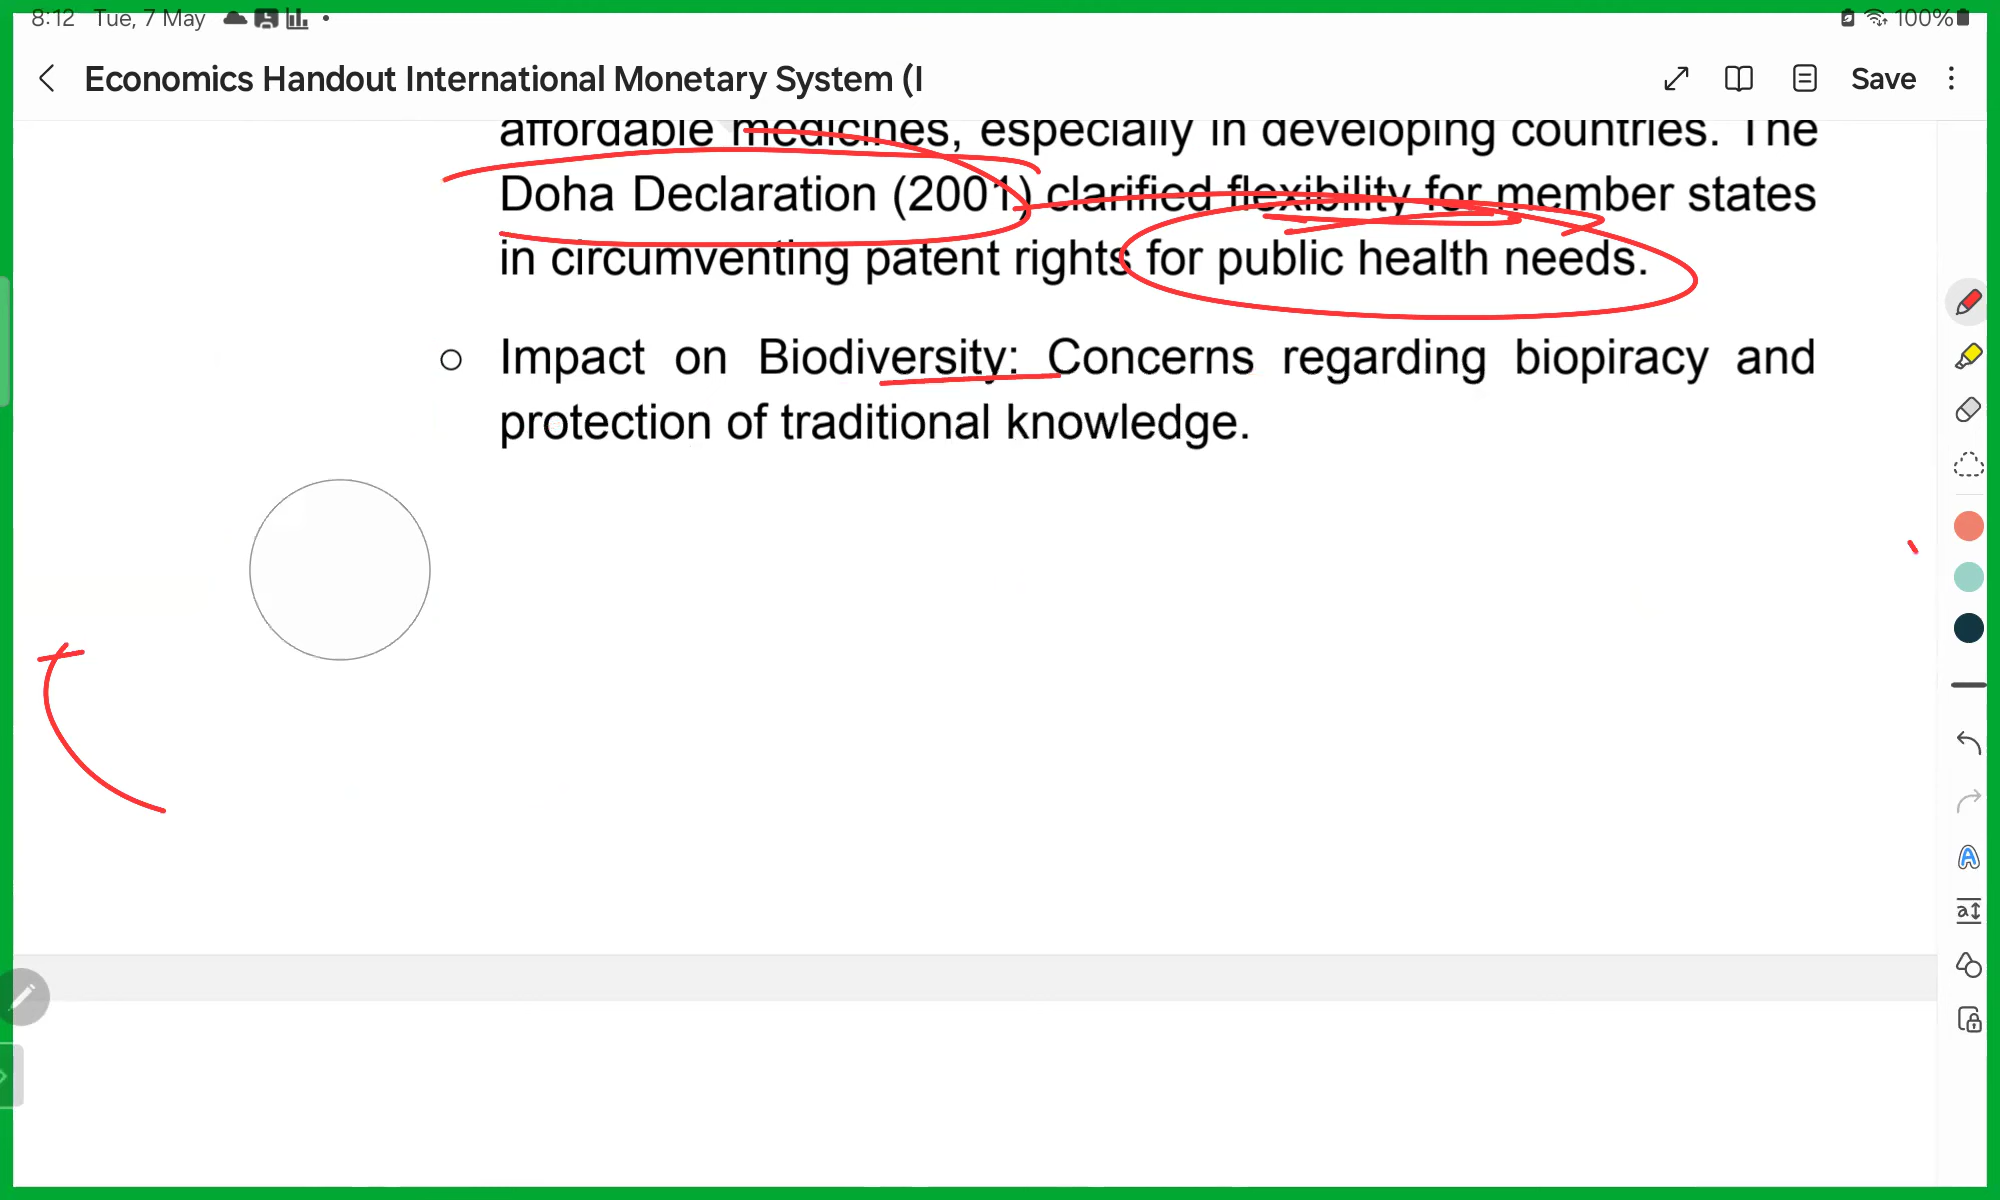 8:12 Tue, 7 May 100%
Economics Handout International Monetary System (I
Save
affordable medicines, especially in developing countries. The
Doha Declaration (2001) clarified flexibility for member states
in circumventing patent rights for public health needs.
○ Impact on Biodiversity: Concerns regarding biopiracy and
protection of traditional knowledge.